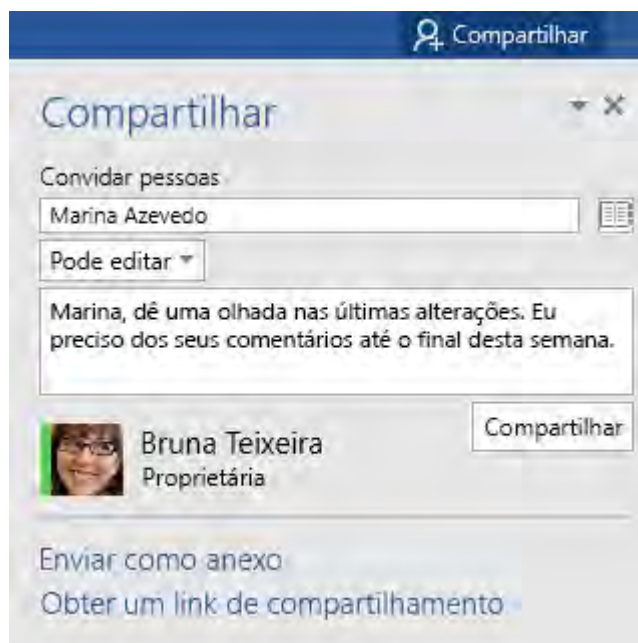 Compartilhar
Compartilhar
Convidar pessoas
Marina Azevedo
Pode editar
Marina, dê uma olhada nas últimas alterações. Eu
preciso dos seus comentários até o final desta semana.
Compartilhar
Bruna Teixeira
Proprietária
Enviar como anexo
Obter um link de compartilhamento